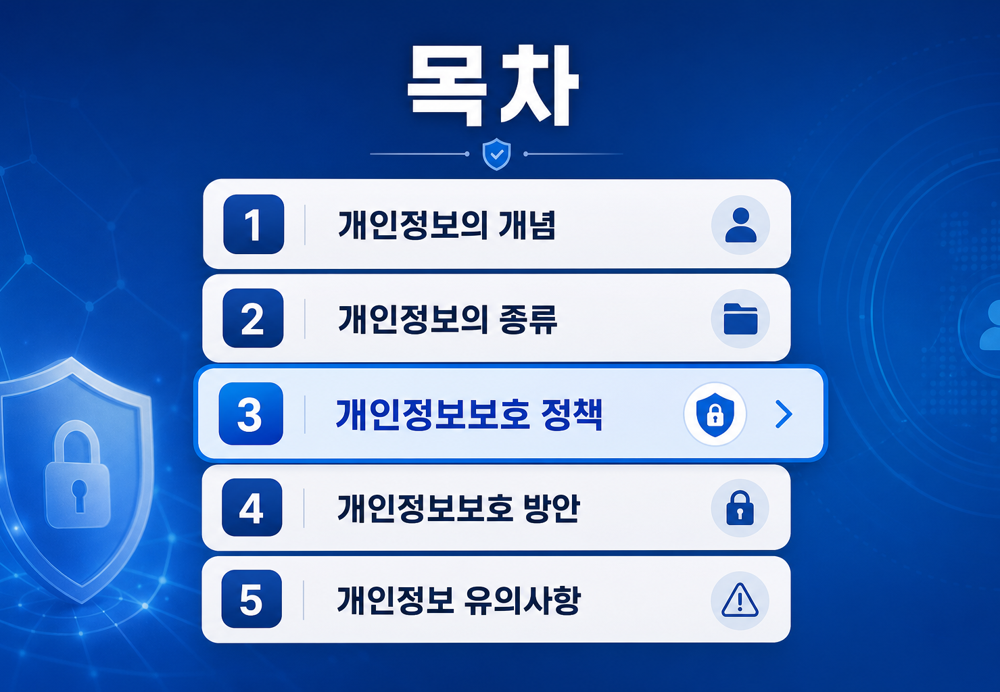 목차
1 개인정보의 개념
2 개인정보의 종류
3 개인정보보호 정책
4 개인정보보호 방안
5 개인정보 유의사항